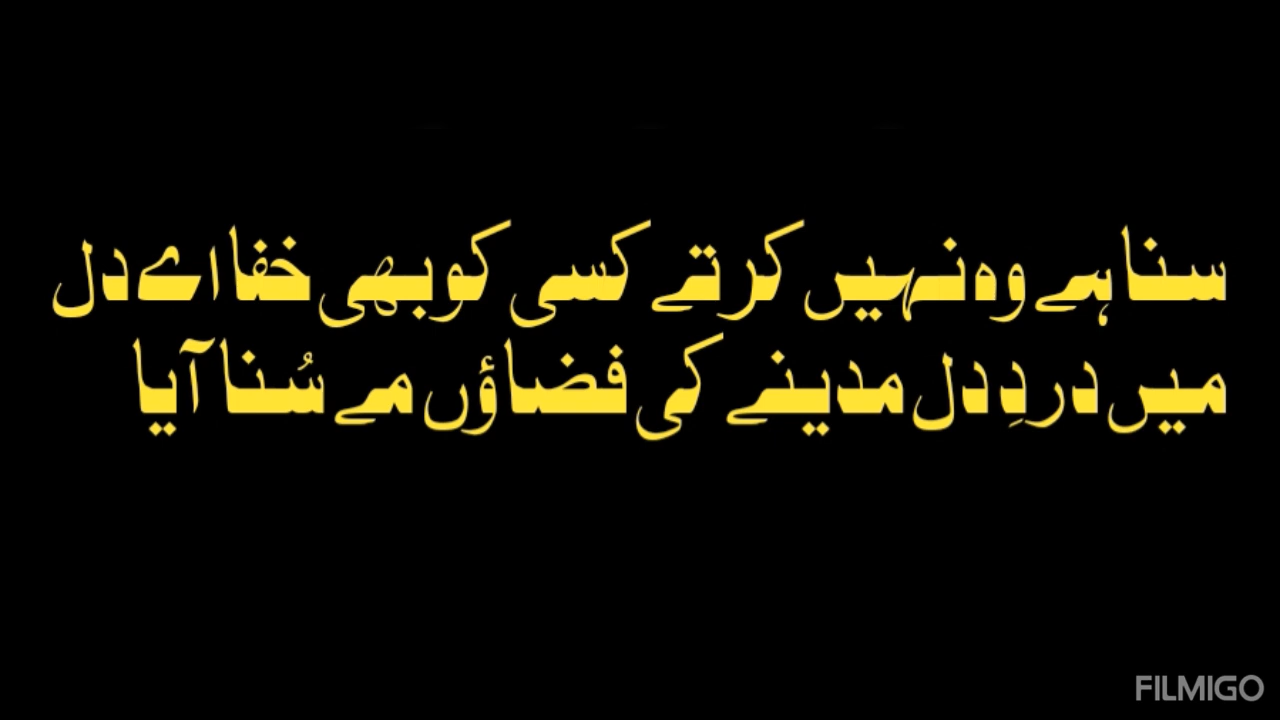 سنا ہے وہ نہیں کرتے کسی کو بھی خفا اے دل
میں دردِ دل مدینے کی فضاؤں مے سُنا آیا
FILMIGO